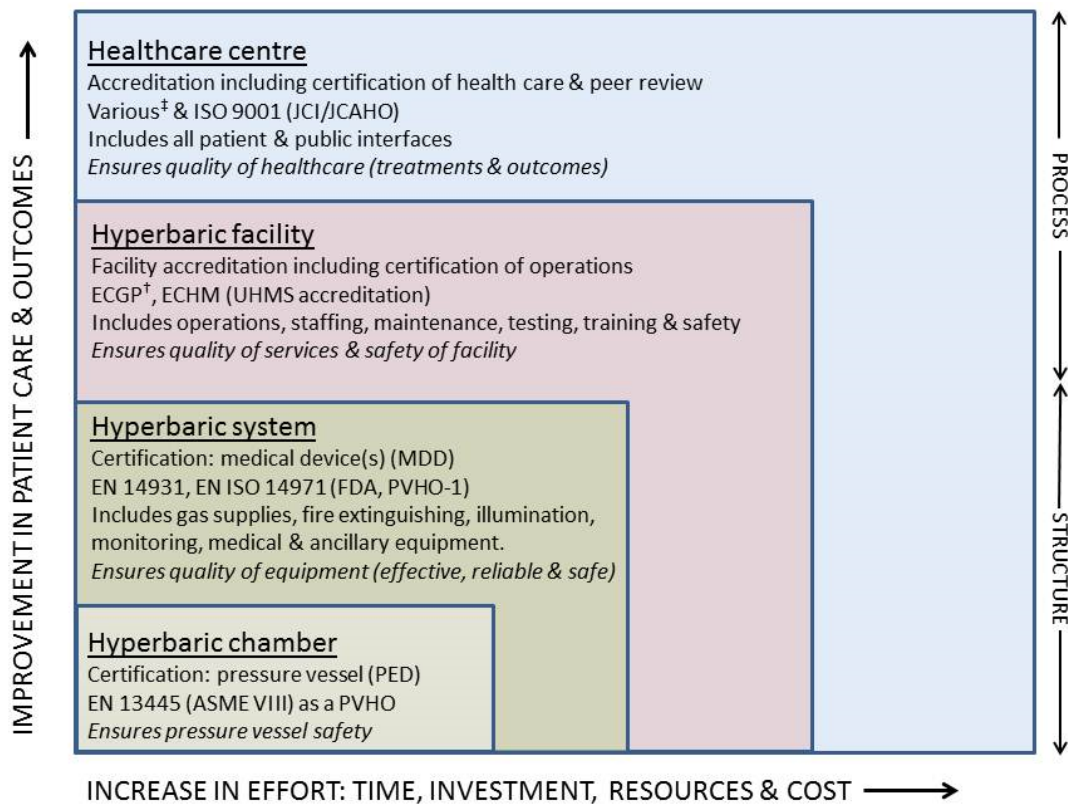 Healthcare centre
Accreditation including certification of health care & peer review
Various‡ & ISO 9001 (JCI/JCAHO)
Includes all patient & public interfaces
Ensures quality of healthcare (treatments & outcomes)
Hyperbaric facility
Facility accreditation including certification of operations
ECGP†, ECHM (UHMS accreditation)
Includes operations, staffing, maintenance, testing, training & safety
Ensures quality of services & safety of facility
Hyperbaric system
Certification: medical device(s) (MDD)
EN 14931, EN ISO 14971 (FDA, PVHO-1)
Includes gas supplies, fire extinguishing, illumination,
monitoring, medical & ancillary equipment.
Ensures quality of equipment (effective, reliable & safe)
Hyperbaric chamber
Certification: pressure vessel (PED)
EN 13445 (ASME VIII) as a PVHO
Ensures pressure vessel safety
IMPROVEMENT IN PATIENT CARE & OUTCOMES
PROCESS
STRUCTURE
INCREASE IN EFFORT: TIME, INVESTMENT, RESOURCES & COST